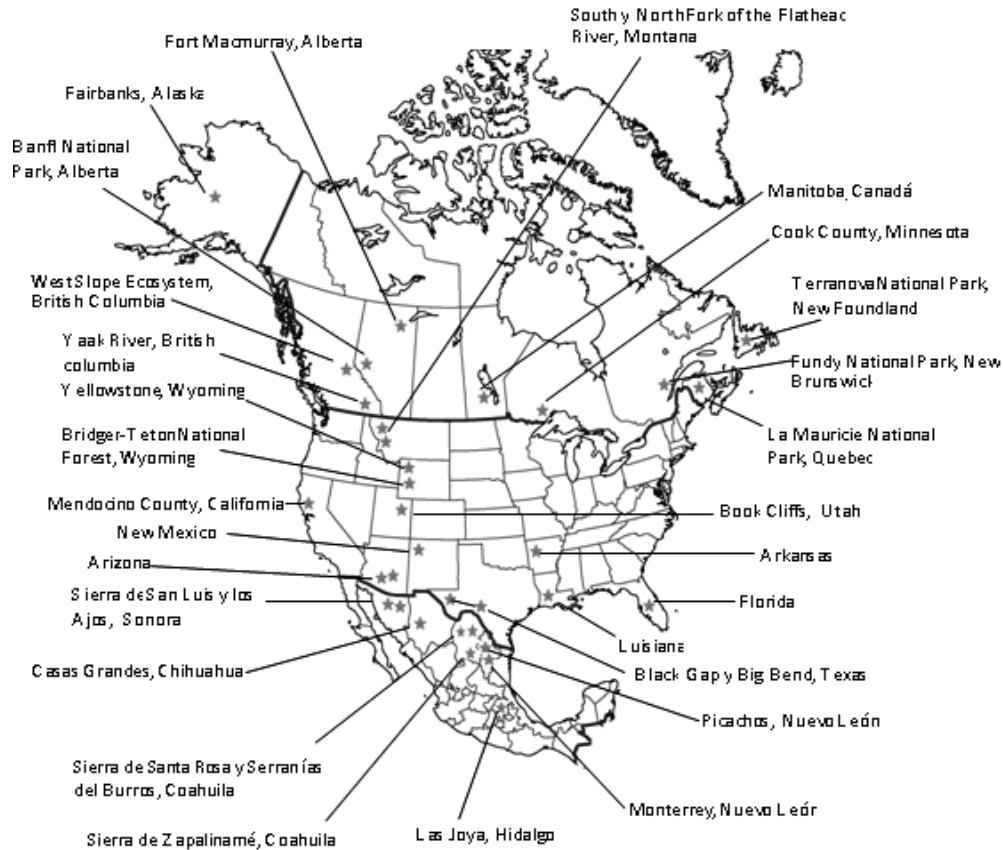 South y North Fork of the Flatheac
River, Montana
Fort Macmurray, Alberta
Fairbanks, Alaska
Banff National
Park, Alberta
Manitoba, Canadá
Cook County, Minnesota
West Slope Ecosystem,
British Columbia
Terranova National Park,
New Foundland
Yaak River, British
columbia
Fundy National Park, New
Brunswick
Yellowstone, Wyoming
Bridger-Teton National
Forest, Wyoming
La Mauricie National
Park, Quebec
Mendocino County, California
Book Cliffs, Utah
New Mexico
Arkansas
Arizona
Sierra de San Luis y los
Ajos, Sonora
Florida
Luisiana
Casas Grandes, Chihuahua
Black Gap y Big Bend, Texas
Picachos, Nuevo León
Sierra de Santa Rosa y Serranías
del Burros, Coahuila
Monterrey, Nuevo Leór
Sierra de Zapalinamé, Coahuila
Las Joya, Hidalgo